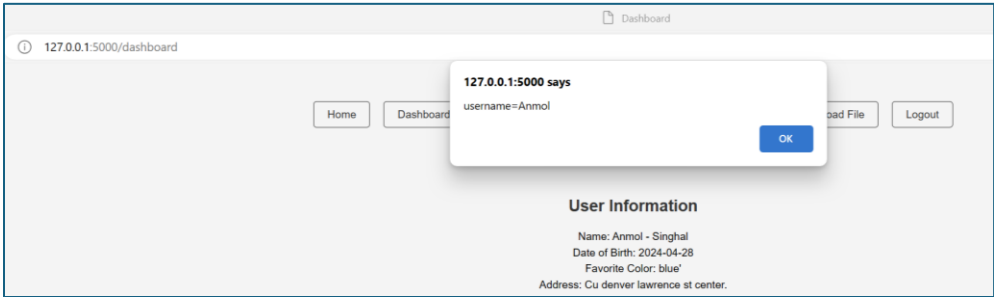 Dashboard
127.0.0.1:5000/dashboard
127.0.0.1:5000 says
username=Anmol
OK
Home Dashboard oad File Logout
User Information
Name: Anmol - Singhal
Date of Birth: 2024-04-28
Favorite Color: blue'
Address: Cu denver lawrence st center.